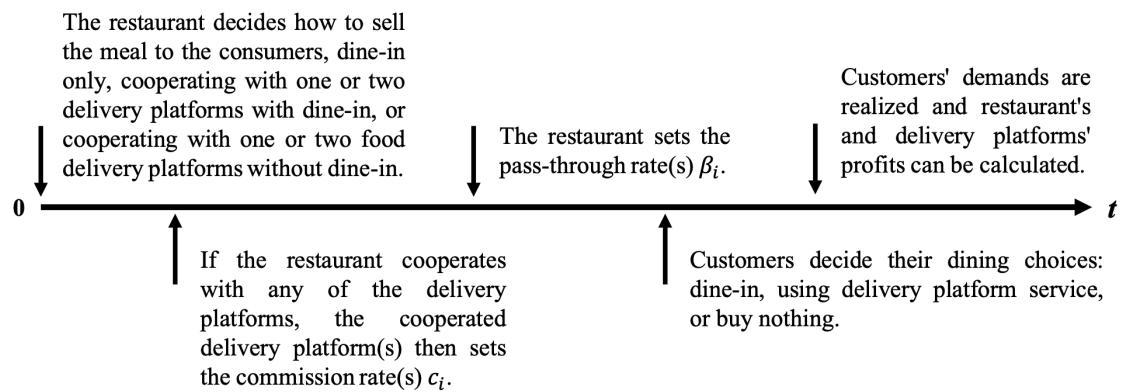 The restaurant decides how to sell
the meal to the consumers, dine-in
only, cooperating with one or two
delivery platforms with dine-in, or
cooperating with one or two food
delivery platforms without dine-in.
The restaurant sets the
pass-through rate(s) βᵢ.
Customers' demands are
realized and restaurant's
and delivery platforms'
profits can be calculated.
0
t
If the restaurant cooperates
with any of the delivery
platforms, the cooperated
delivery platform(s) then sets
the commission rate(s) cᵢ.
Customers decide their dining choices:
dine-in, using delivery platform service,
or buy nothing.